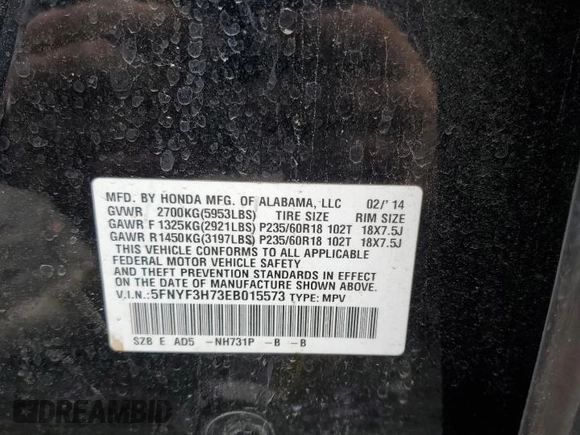 MFD. BY HONDA MFG. OF ALABAMA, LLC 02/'14
GVWR 2700KG(5953LBS) TIRE SIZE RIM SIZE
GAWR F 1325KG(2921LBS) P235/60R18 102T 18X7.5J
GAWR R 1450KG(3197LBS) P235/60R18 102T 18X7.5J
THIS VEHICLE CONFORMS TO ALL APPLICABLE
FEDERAL MOTOR VEHICLE SAFETY
AND THEFT PREVENTION STANDARDS IN EFFECT
ON THE DATE OF MANUFACTURE SHOWN ABOVE.
V.I.N.: 5FNYF3H73EB015573 TYPE: MPV
SZB E AD5 -NH731P -B -B
DREAMBID